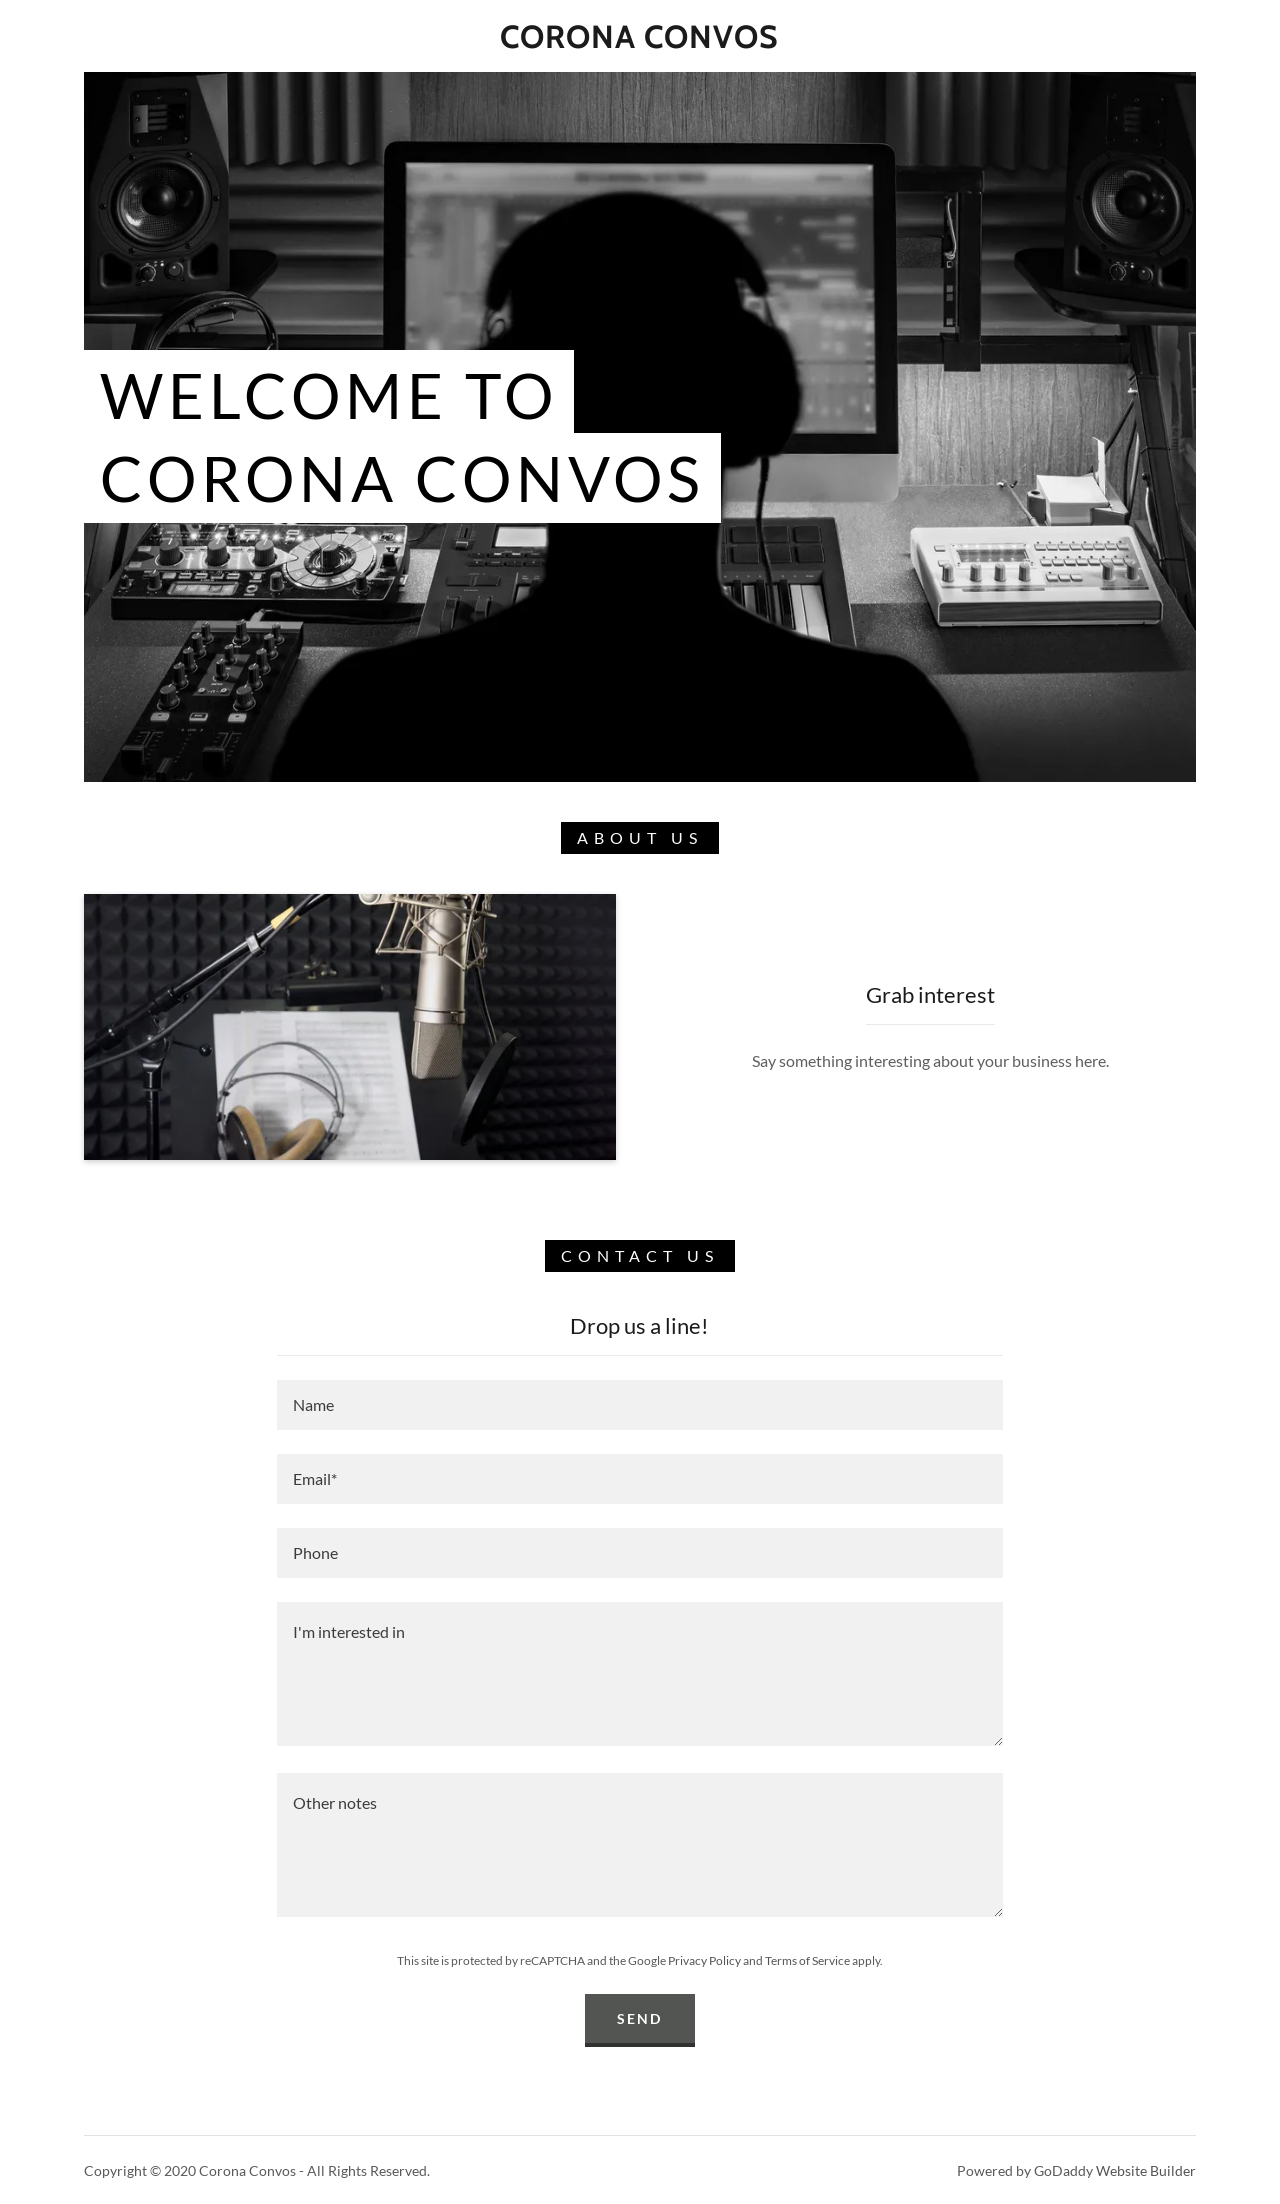 CORONA CONVOS
WELCOME TO
CORONA CONVOS
ABOUT US
Grab interest
Say something interesting about your business here.
CONTACT US
Drop us a line!
Name
Email*
Phone
I'm interested in
Other notes
This site is protected by reCAPTCHA and the Google Privacy Policy and Terms of Service apply.
SEND
Copyright © 2020 Corona Convos - All Rights Reserved.
Powered by GoDaddy Website Builder